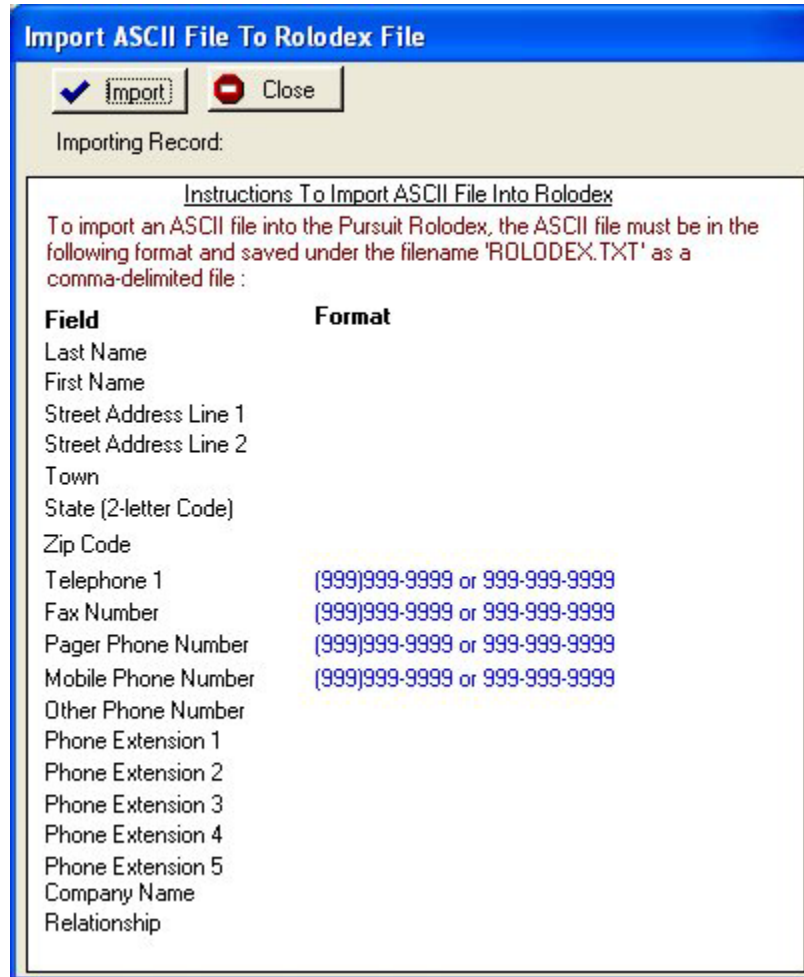 Import ASCII File To Rolodex File
Import Close
Importing Record:
Instructions To Import ASCII File Into Rolodex
To import an ASCII file into the Pursuit Rolodex, the ASCII file must be in the
following format and saved under the filename 'ROLODEX.TXT' as a
comma-delimited file :
Field Format
Last Name
First Name
Street Address Line 1
Street Address Line 2
Town
State (2-letter Code)
Zip Code
Telephone 1 (999)999-9999 or 999-999-9999
Fax Number (999)999-9999 or 999-999-9999
Pager Phone Number (999)999-9999 or 999-999-9999
Mobile Phone Number (999)999-9999 or 999-999-9999
Other Phone Number
Phone Extension 1
Phone Extension 2
Phone Extension 3
Phone Extension 4
Phone Extension 5
Company Name
Relationship